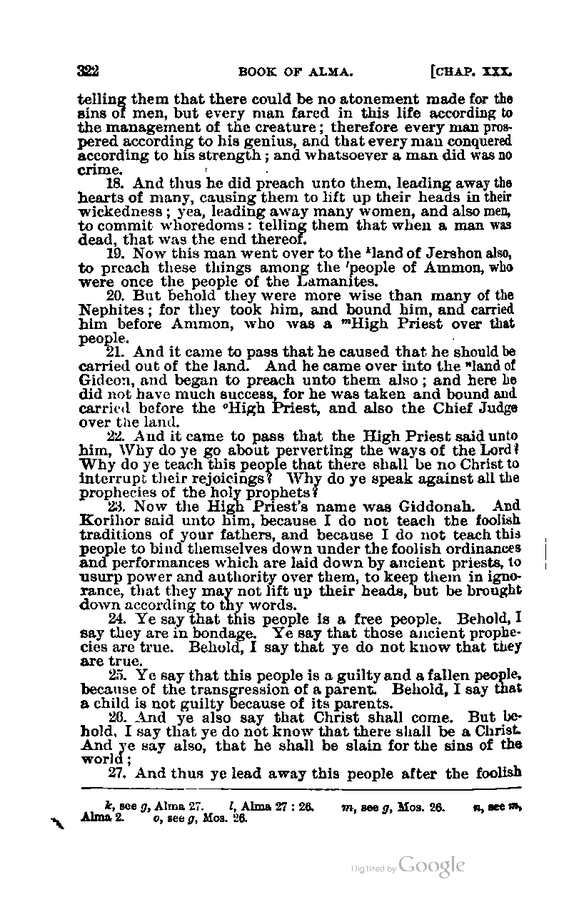 322 BOOK OF ALMA. [CHAP. XXX.
telling them that there could be no atonement made for the
sins of men, but every man fared in this life according to
the management of the creature; therefore every man pros-
pered according to his genius, and that every man conquered
according to his strength; and whatsoever a man did was no
crime.
18. And thus he did preach unto them, leading away the
hearts of many, causing them to lift up their heads in their
wickedness; yea, leading away many women, and also men,
to commit whoredoms: telling them that when a man was
dead, that was the end thereof.
19. Now this man went over to the ᵏland of Jershon also,
to preach these things among the ˡpeople of Ammon, who
were once the people of the Lamanites.
20. But behold they were more wise than many of the
Nephites; for they took him, and bound him, and carried
him before Ammon, who was a ᵐHigh Priest over that
people.
21. And it came to pass that he caused that he should be
carried out of the land. And he came over into the ⁿland of
Gideon, and began to preach unto them also; and here he
did not have much success, for he was taken and bound and
carried before the ᵒHigh Priest, and also the Chief Judge
over the land.
22. And it came to pass that the High Priest said unto
him, Why do ye go about perverting the ways of the Lord?
Why do ye teach this people that there shall be no Christ to
interrupt their rejoicings? Why do ye speak against all the
prophecies of the holy prophets?
23. Now the High Priest's name was Giddonah. And
Korihor said unto him, because I do not teach the foolish
traditions of your fathers, and because I do not teach this
people to bind themselves down under the foolish ordinances
and performances which are laid down by ancient priests, to
usurp power and authority over them, to keep them in igno-
rance, that they may not lift up their heads, but be brought
down according to thy words.
24. Ye say that this people is a free people. Behold, I
say they are in bondage. Ye say that those ancient prophe-
cies are true. Behold, I say that ye do not know that they
are true.
25. Ye say that this people is a guilty and a fallen people,
because of the transgression of a parent. Behold, I say that
a child is not guilty because of its parents.
26. And ye also say that Christ shall come. But be-
hold, I say that ye do not know that there shall be a Christ.
And ye say also, that he shall be slain for the sins of the
world;
27. And thus ye lead away this people after the foolish
k, see g, Alma 27. l, Alma 27 : 26. m, see g, Mos. 26. n, see m,
Alma 2. o, see g, Mos. 26.
Digitized by Google